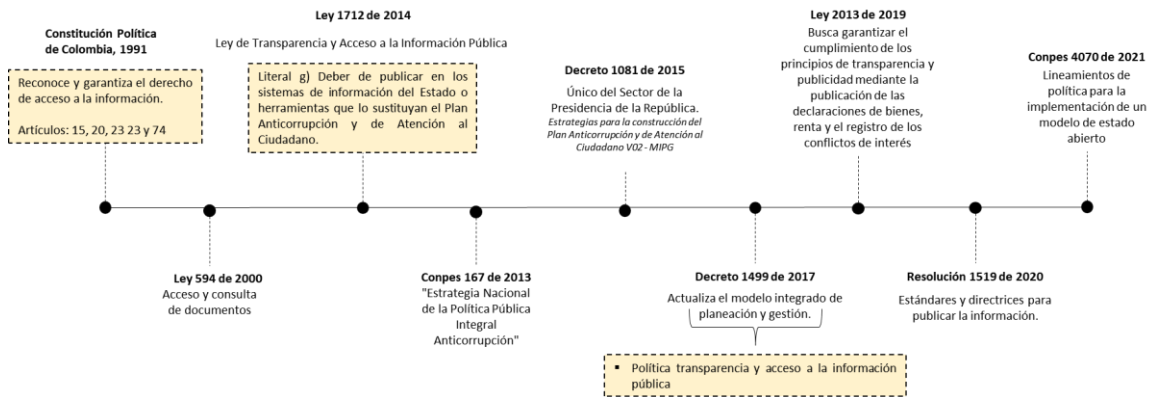 Constitución Política
de Colombia, 1991
Reconoce y garantiza el derecho
de acceso a la información.
Artículos: 15, 20, 23 23 y 74
Ley 594 de 2000
Acceso y consulta
de documentos
Ley 1712 de 2014
Ley de Transparencia y Acceso a la Información Pública
Literal g) Deber de publicar en los
sistemas de información del Estado o
herramientas que lo sustituyan el Plan
Anticorrupción y de Atención al
Ciudadano.
Conpes 167 de 2013
"Estrategia Nacional
de la Política Pública
Integral
Anticorrupción"
Decreto 1081 de 2015
Único del Sector de la
Presidencia de la República.
Estrategias para la construcción del
Plan Anticorrupción y de Atención al
Ciudadano V02 - MIPG
Decreto 1499 de 2017
Actualiza el modelo integrado de
planeación y gestión.
▪ Política transparencia y acceso a la información
pública
Ley 2013 de 2019
Busca garantizar el
cumplimiento de los
principios de transparencia
y publicidad mediante la
publicación de las
declaraciones de bienes,
renta y el registro de los
conflictos de interés
Resolución 1519 de 2020
Estándares y directrices para
publicar la información.
Conpes 4070 de 2021
Lineamientos de
política para la
implementación de un
modelo de estado
abierto